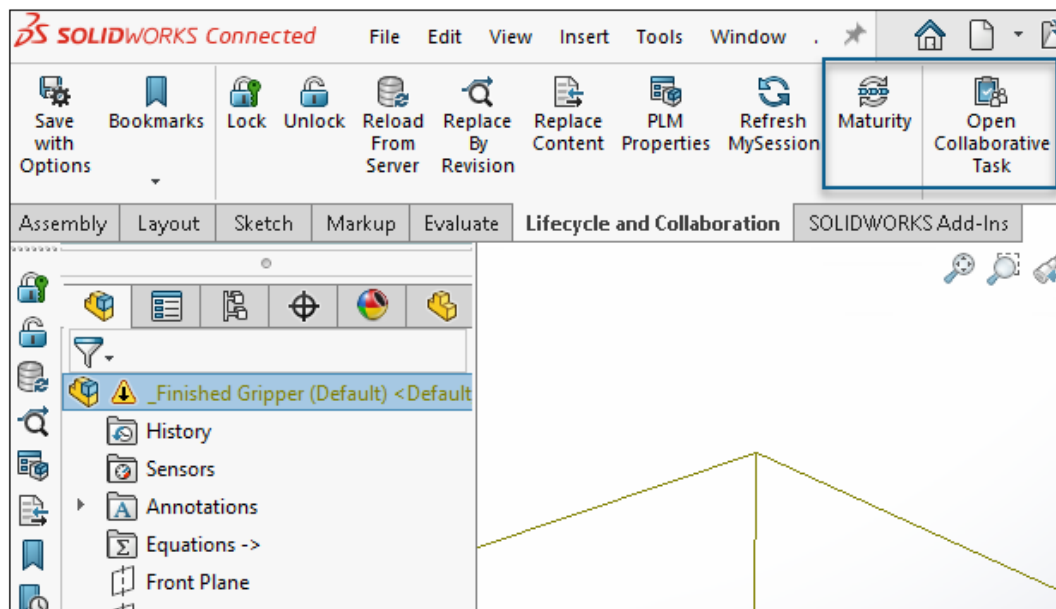 SOLIDWORKS Connected File Edit View Insert Tools Window .
Save with Options
Bookmarks
Lock
Unlock
Reload From Server
Replace By Revision
Replace Content
PLM Properties
Refresh MySession
Maturity
Open Collaborative Task
Assembly Layout Sketch Markup Evaluate Lifecycle and Collaboration SOLIDWORKS Add-Ins
_Finished Gripper (Default) <Default
History
Sensors
Annotations
Equations ->
Front Plane